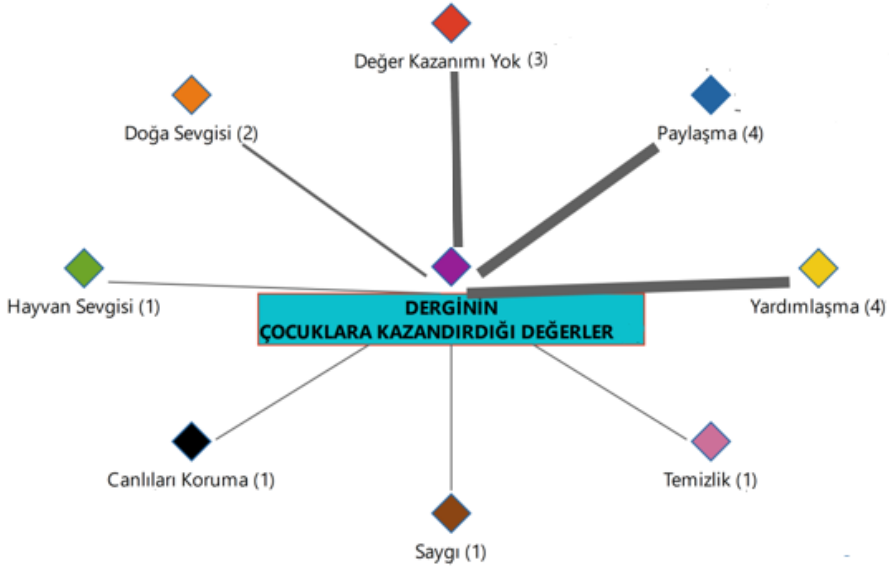 Değer Kazanımı Yok (3)
Doğa Sevgisi (2)
Paylaşma (4)
Hayvan Sevgisi (1)
Yardımlaşma (4)
DERGİNİN
ÇOCUKLARA KAZANDIRDIĞI DEĞERLER
Canlıları Koruma (1)
Temizlik (1)
Saygı (1)